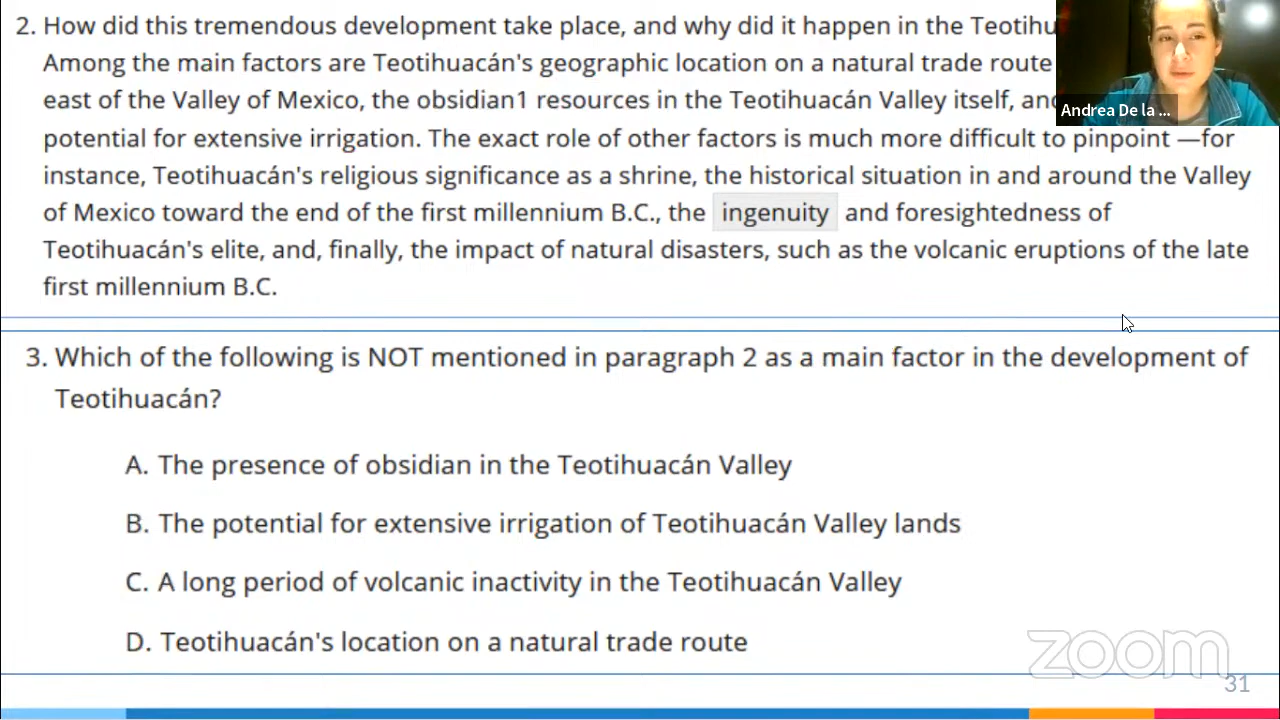 2. How did this tremendous development take place, and why did it happen in the
Among the main factors are Teotihuacán's geographic location on a natural trade route
east of the Valley of Mexico, the obsidian1 resources in the Teotihuacán Valley itself,
potential for extensive irrigation. The exact role of other factors is much more difficult to pinpoint —for
instance, Teotihuacán's religious significance as a shrine, the historical situation in and around the Valley
of Mexico toward the end of the first millennium B.C., the ingenuity and foresightedness of
Teotihuacán's elite, and, finally, the impact of natural disasters, such as the volcanic eruptions of the late
first millennium B.C.
Andrea De la ...
3. Which of the following is NOT mentioned in paragraph 2 as a main factor in the development of
Teotihuacán?
A. The presence of obsidian in the Teotihuacán Valley
B. The potential for extensive irrigation of Teotihuacán Valley lands
C. A long period of volcanic inactivity in the Teotihuacán Valley
D. Teotihuacán's location on a natural trade route
zoom
31